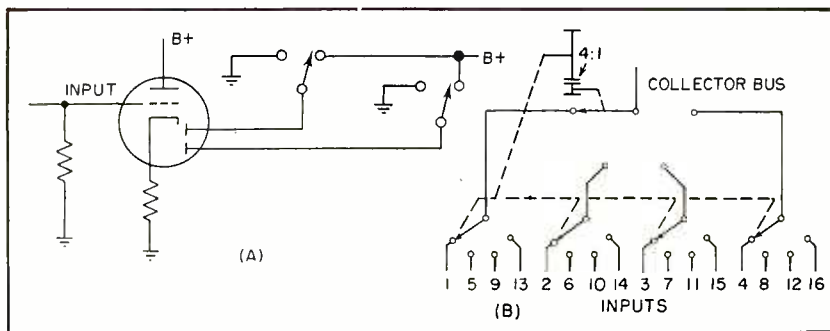 B+
INPUT
B+
(A)
4:1
COLLECTOR BUS
1 5 9 13 2 6 10 14 3 7 11 15 4 8 12 16
(B) INPUTS